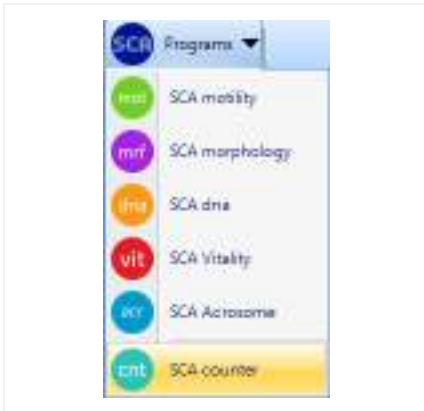 SCA Programs
mot SCA motility
mrf SCA morphology
dna SCA dna
vit SCA Vitality
acr SCA Acrosome
cnt SCA counter